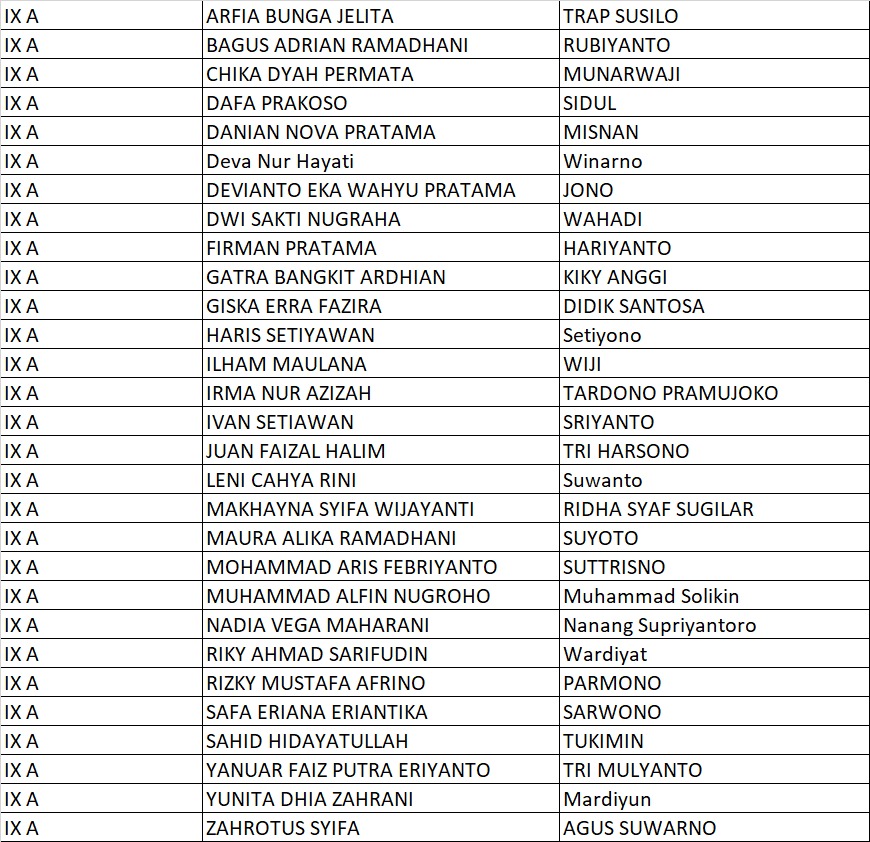 IX A ARFIA BUNGA JELITA TRAP SUSILO
IX A BAGUS ADRIAN RAMADHANI RUBIYANTO
IX A CHIKA DYAH PERMATA MUNARWAJI
IX A DAFA PRAKOSO SIDUL
IX A DANIAN NOVA PRATAMA MISNAN
IX A Deva Nur Hayati Winarno
IX A DEVIANTO EKA WAHYU PRATAMA JONO
IX A DWI SAKTI NUGRAHA WAHADI
IX A FIRMAN PRATAMA HARIYANTO
IX A GATRA BANGKIT ARDHIAN KIKY ANGGI
IX A GISKA ERRA FAZIRA DIDIK SANTOSA
IX A HARIS SETIYAWAN Setiyono
IX A ILHAM MAULANA WIJI
IX A IRMA NUR AZIZAH TARDONO PRAMUJOKO
IX A IVAN SETIAWAN SRIYANTO
IX A JUAN FAIZAL HALIM TRI HARSONO
IX A LENI CAHYA RINI Suwanto
IX A MAKHAYNA SYIFA WIJAYANTI RIDHA SYAF SUGILAR
IX A MAURA ALIKA RAMADHANI SUYOTO
IX A MOHAMMAD ARIS FEBRIYANTO SUTTRISNO
IX A MUHAMMAD ALFIN NUGROHO Muhammad Solikin
IX A NADIA VEGA MAHARANI Nanang Supriyantoro
IX A RIKY AHMAD SARIFUDIN Wardiyat
IX A RIZKY MUSTAFA AFRINO PARMONO
IX A SAFA ERIANA ERIANTIKA SARWONO
IX A SAHID HIDAYATULLAH TUKIMIN
IX A YANUAR FAIZ PUTRA ERIYANTO TRI MULYANTO
IX A YUNITA DHIA ZAHRANI Mardiyun
IX A ZAHROTUS SYIFA AGUS SUWARNO